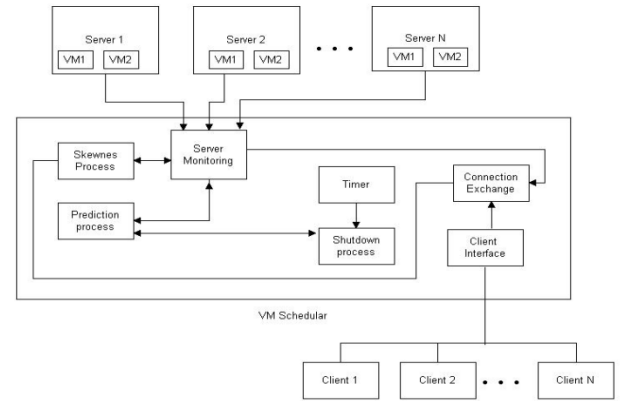 Server 1
VM1 VM2
Server 2
VM1 VM2
Server N
VM1 VM2
Skewnes
Process
Server
Monitoring
Timer
Connection
Exchange
Prediction
process
Shutdown
process
Client
Interface
VM Schedular
Client 1
Client 2
Client N